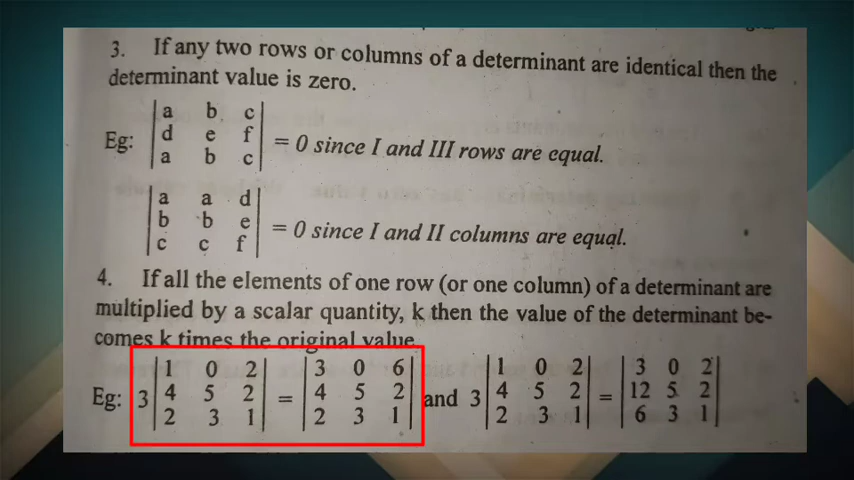 3. If any two rows or columns of a determinant are identical then the
determinant value is zero.
a b c
Eg: d e f = 0 since I and III rows are equal.
a b c
a a d
b b e = 0 since I and II columns are equal.
c c f
4. If all the elements of one row (or one column) of a determinant are
multiplied by a scalar quantity, k then the value of the determinant be-
comes k times the original value.
1 0 2 3 0 6 1 0 2 3 0 2
Eg: 3 4 5 2 = 4 5 2 and 3 4 5 2 = 12 5 2
2 3 1 2 3 1 2 3 1 6 3 1